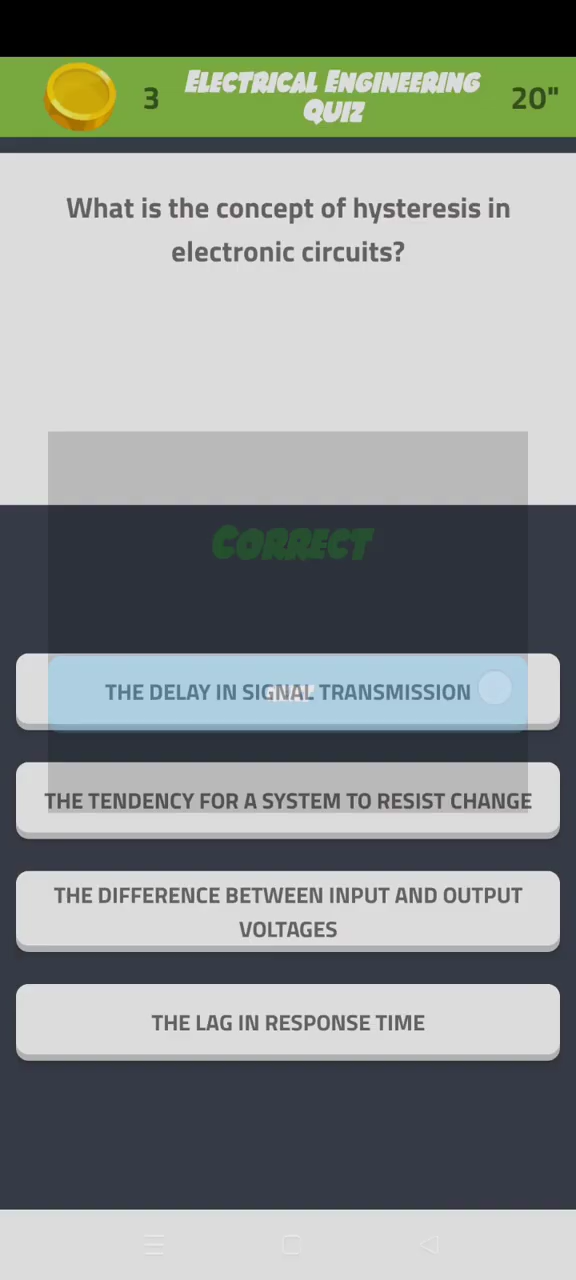 3
Electrical Engineering
Quiz
20"
What is the concept of hysteresis in
electronic circuits?
Correct
THE DELAY IN SIGNAL TRANSMISSION
THE TENDENCY FOR A SYSTEM TO RESIST CHANGE
THE DIFFERENCE BETWEEN INPUT AND OUTPUT
VOLTAGES
THE LAG IN RESPONSE TIME